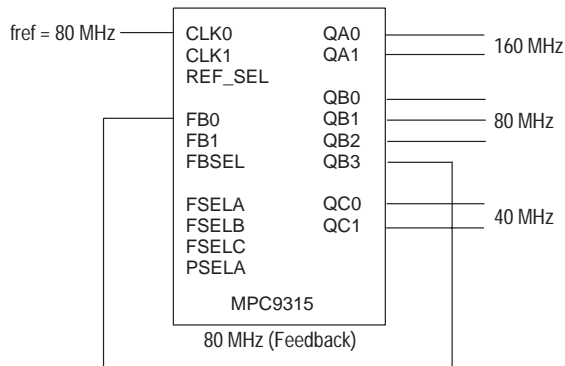 fref = 80 MHz
CLK0
CLK1
REF_SEL
FB0
FB1
FBSEL
FSELA
FSELB
FSELC
PSELA
QA0
QA1
QB0
QB1
QB2
QB3
QC0
QC1
160 MHz
80 MHz
40 MHz
MPC9315
80 MHz (Feedback)